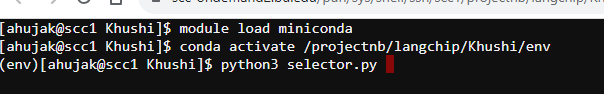 [ahujak@scc1 Khushi]$ module load miniconda
[ahujak@scc1 Khushi]$ conda activate /projectnb/langchip/Khushi/env
(env)[ahujak@scc1 Khushi]$ python3 selector.py